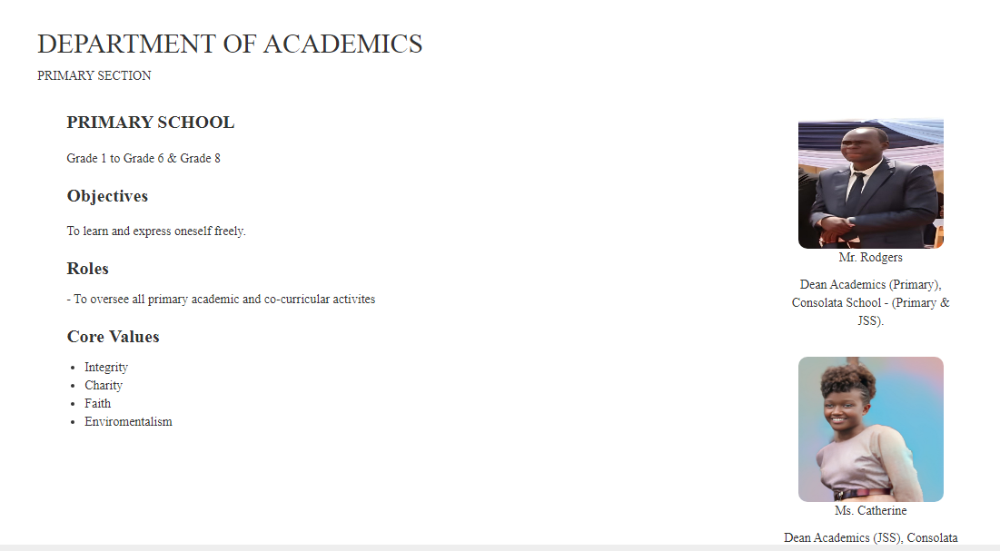 DEPARTMENT OF ACADEMICS
PRIMARY SECTION
PRIMARY SCHOOL
Grade 1 to Grade 6 & Grade 8
Objectives
To learn and express oneself freely.
Roles
- To oversee all primary academic and co-curricular activites
Core Values
Integrity
Charity
Faith
Enviromentalism
Mr. Rodgers
Dean Academics (Primary),
Consolata School - (Primary &
JSS).
Ms. Catherine
Dean Academics (JSS), Consolata